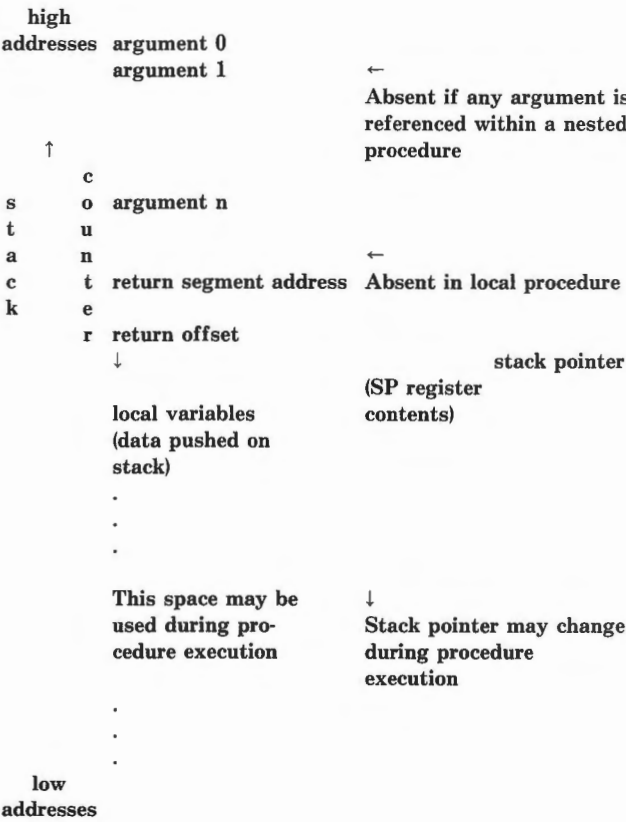 high
addresses argument 0
argument 1 ←
Absent if any argument is
referenced within a nested
↑ procedure
c
s o argument n
t u
a n ←
c t return segment address Absent in local procedure
k e
r return offset
↓ stack pointer
(SP register
local variables contents)
(data pushed on
stack)
.
.
.
This space may be ↓
used during pro- Stack pointer may change
cedure execution during procedure
execution
.
.
.
low
addresses